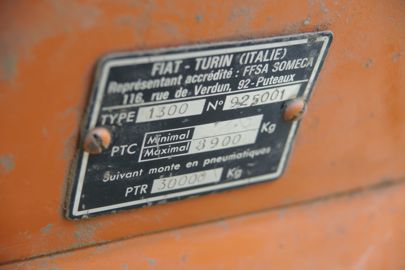 FIAT - TURIN (ITALIE)
Représentant accrédité : FFSA SOMECA
116, rue de Verdun, 92-Puteaux
TYPE 1300 N° 925001
PTC Minimal Kg
Maximal 8900
Suivant monte en pneumatiques
PTR 30000 Kg